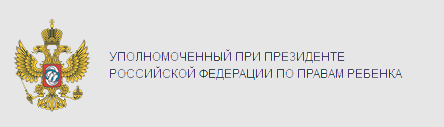 УПОЛНОМОЧЕННЫЙ ПРИ ПРЕЗИДЕНТЕ
РОССИЙСКОЙ ФЕДЕРАЦИИ ПО ПРАВАМ РЕБЕНКА